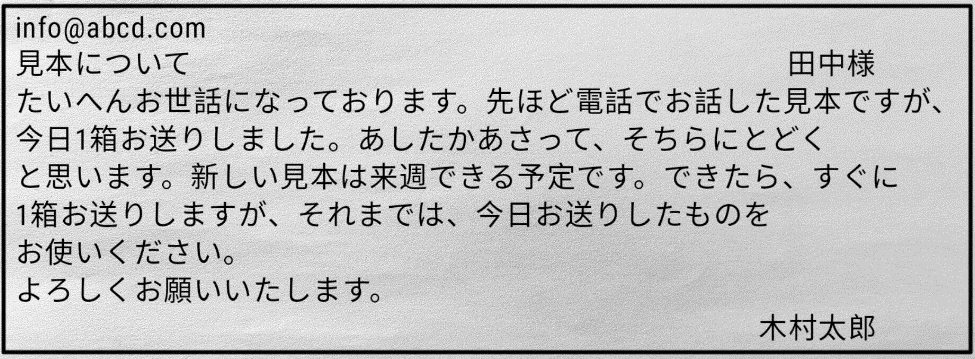 info@abcd.com
見本について 田中様
たいへんお世話になっております。先ほど電話でお話した見本ですが、
今日1箱お送りしました。あしたかあさって、そちらにとどく
と思います。新しい見本は来週できる予定です。できたら、すぐに
1箱お送りしますが、それまでは、今日お送りしたものを
お使いください。
よろしくお願いいたします。
木村太郎